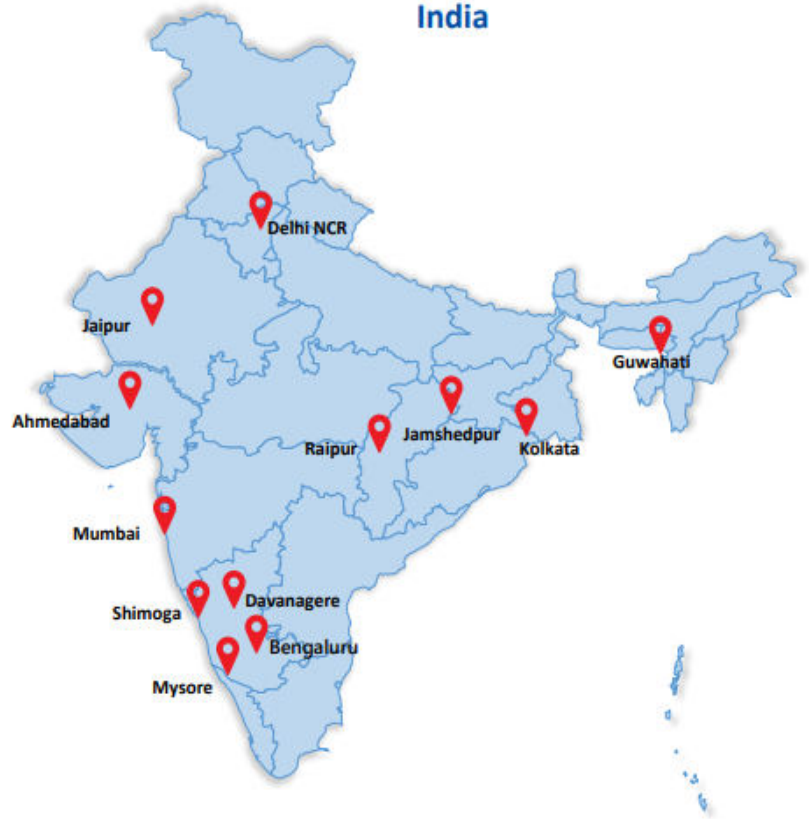 India
Delhi NCR
Jaipur
Guwahati
Ahmedabad
Jamshedpur
Raipur
Kolkata
Mumbai
Davanagere
Shimoga
Bengaluru
Mysore